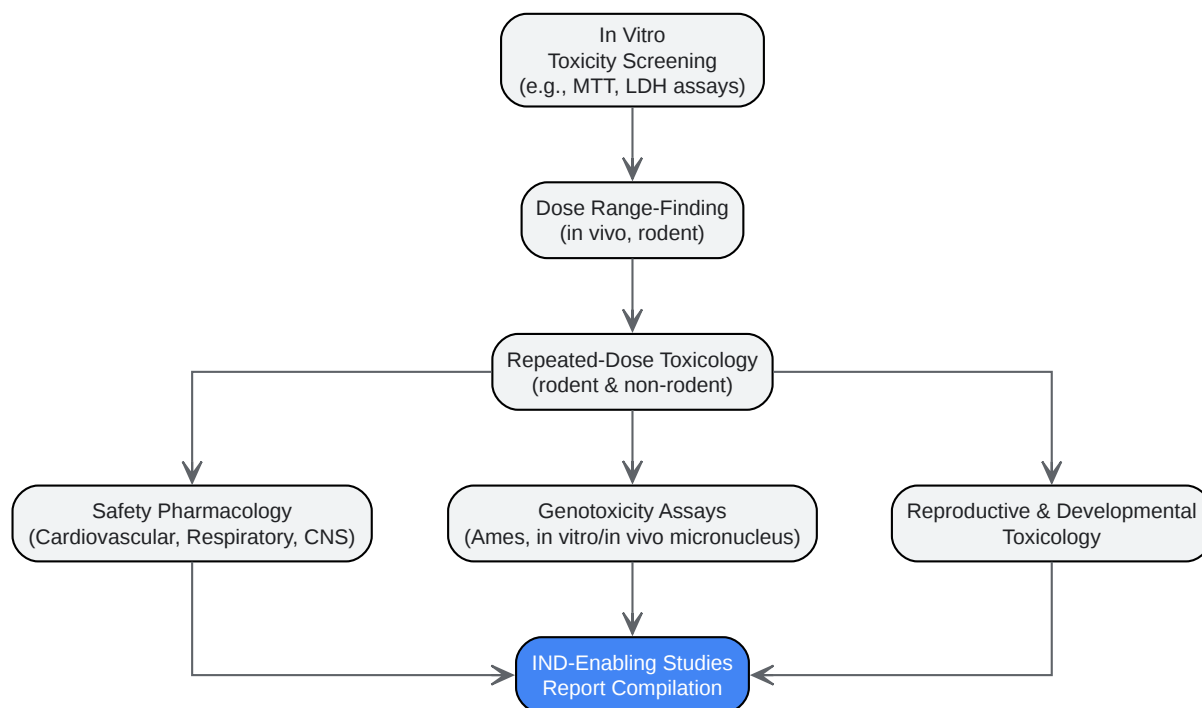 In Vitro
Toxicity Screening
(e.g., MTT, LDH assays)
Dose Range-Finding
(in vivo, rodent)
Repeated-Dose Toxicology
(rodent & non-rodent)
Safety Pharmacology
(Cardiovascular, Respiratory, CNS)
Genotoxicity Assays
(Ames, in vitro/in vivo micronucleus)
Reproductive & Developmental
Toxicology
IND-Enabling Studies
Report Compilation